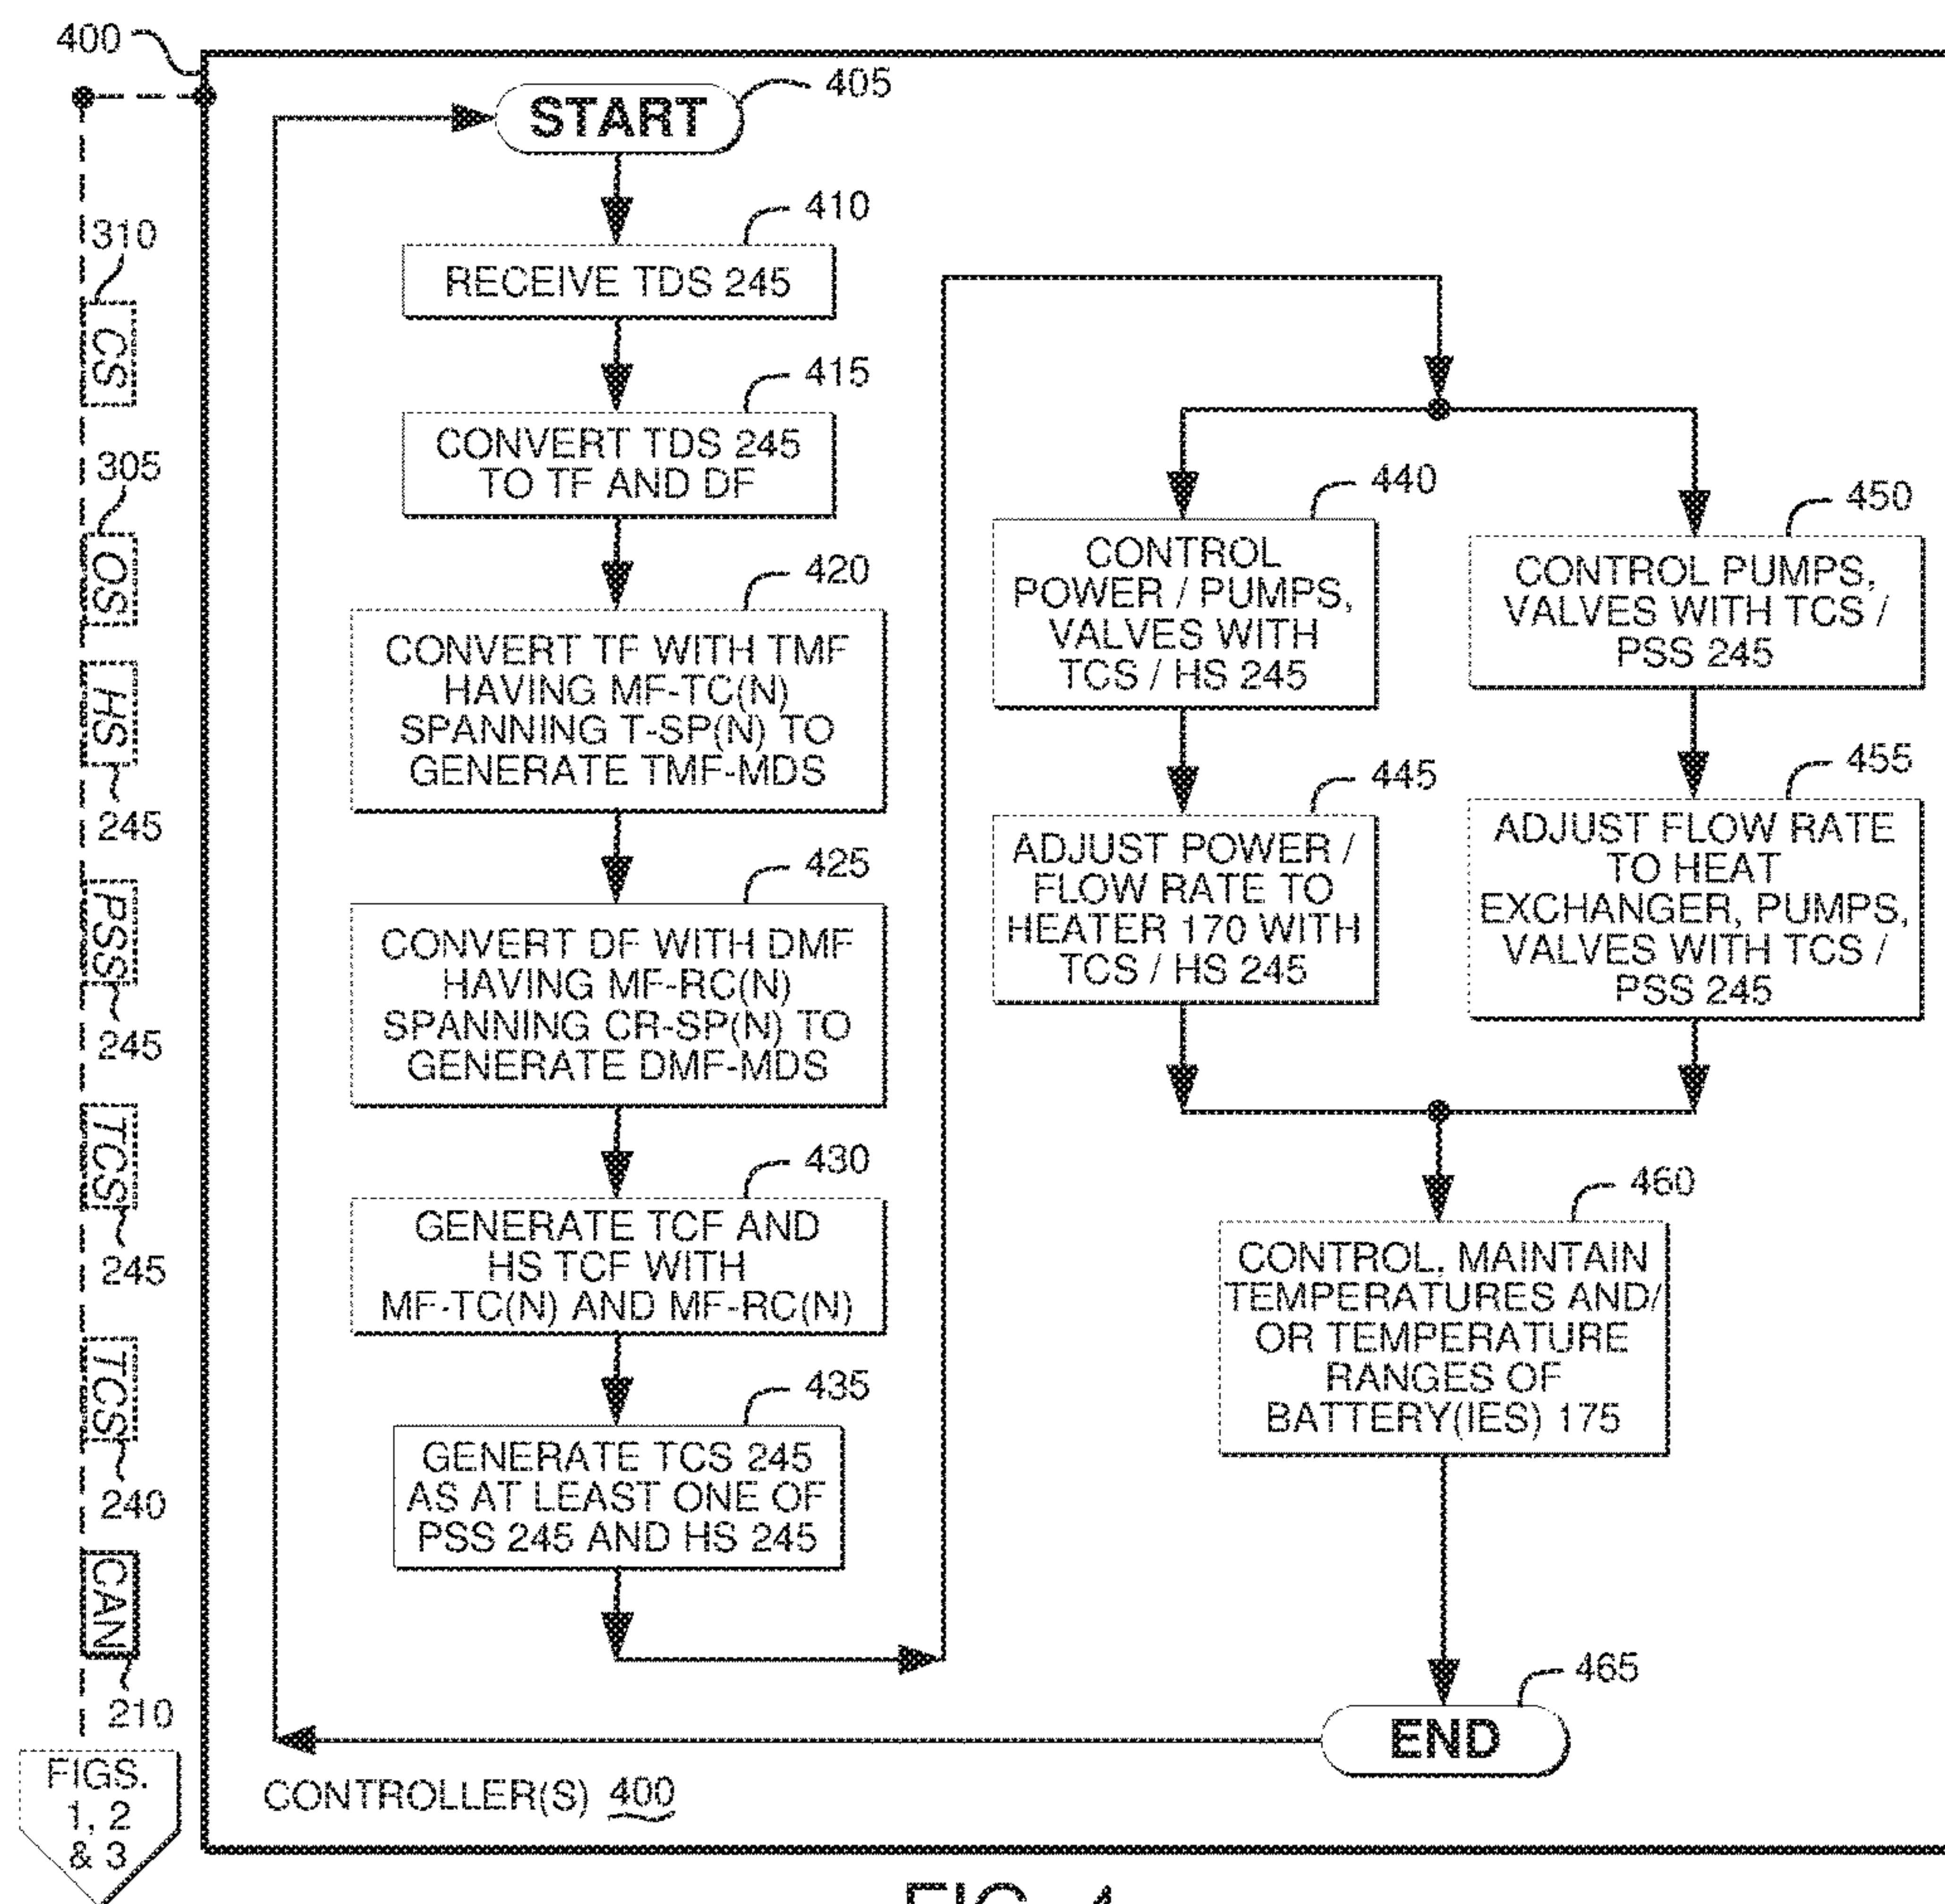 400
310
CS
305
OS
HS
245
PSS
245
TCS
245
TCS
240
CAN
210
FIGS.
1, 2
& 3
START
405
410
RECEIVE TDS 245
415
CONVERT TDS 245
TO TF AND DF
420
CONVERT TF WITH TMF
HAVING MF-TC(N)
SPANNING T-SP(N) TO
GENERATE TMF-MDS
425
CONVERT DF WITH DMF
HAVING MF-RC(N)
SPANNING CR-SP(N) TO
GENERATE DMF-MDS
430
GENERATE TCF AND
HS TCF WITH
MF-TC(N) AND MF-RC(N)
435
GENERATE TCS 245
AS AT LEAST ONE OF
PSS 245 AND HS 245
440
CONTROL
POWER / PUMPS,
VALVES WITH
TCS / HS 245
445
ADJUST POWER /
FLOW RATE TO
HEATER 170 WITH
TCS / HS 245
450
CONTROL PUMPS,
VALVES WITH TCS /
PSS 245
455
ADJUST FLOW RATE
TO HEAT
EXCHANGER, PUMPS,
VALVES WITH TCS /
PSS 245
460
CONTROL, MAINTAIN
TEMPERATURES AND/
OR TEMPERATURE
RANGES OF
BATTERY(IES) 175
465
END
CONTROLLER(S) 400